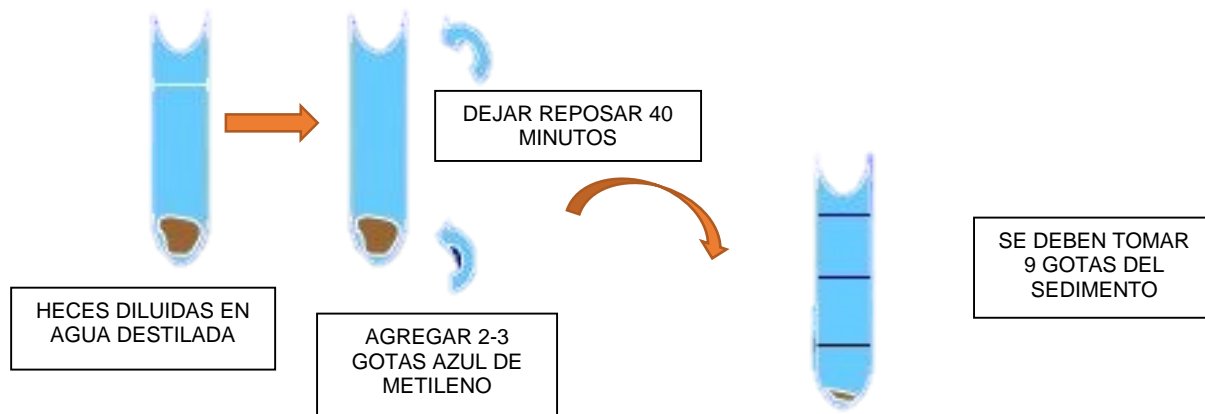 HECES DILUIDAS EN
AGUA DESTILADA
AGREGAR 2-3
GOTAS AZUL DE
METILENO
DEJAR REPOSAR 40
MINUTOS
SE DEBEN TOMAR
9 GOTAS DEL
SEDIMENTO